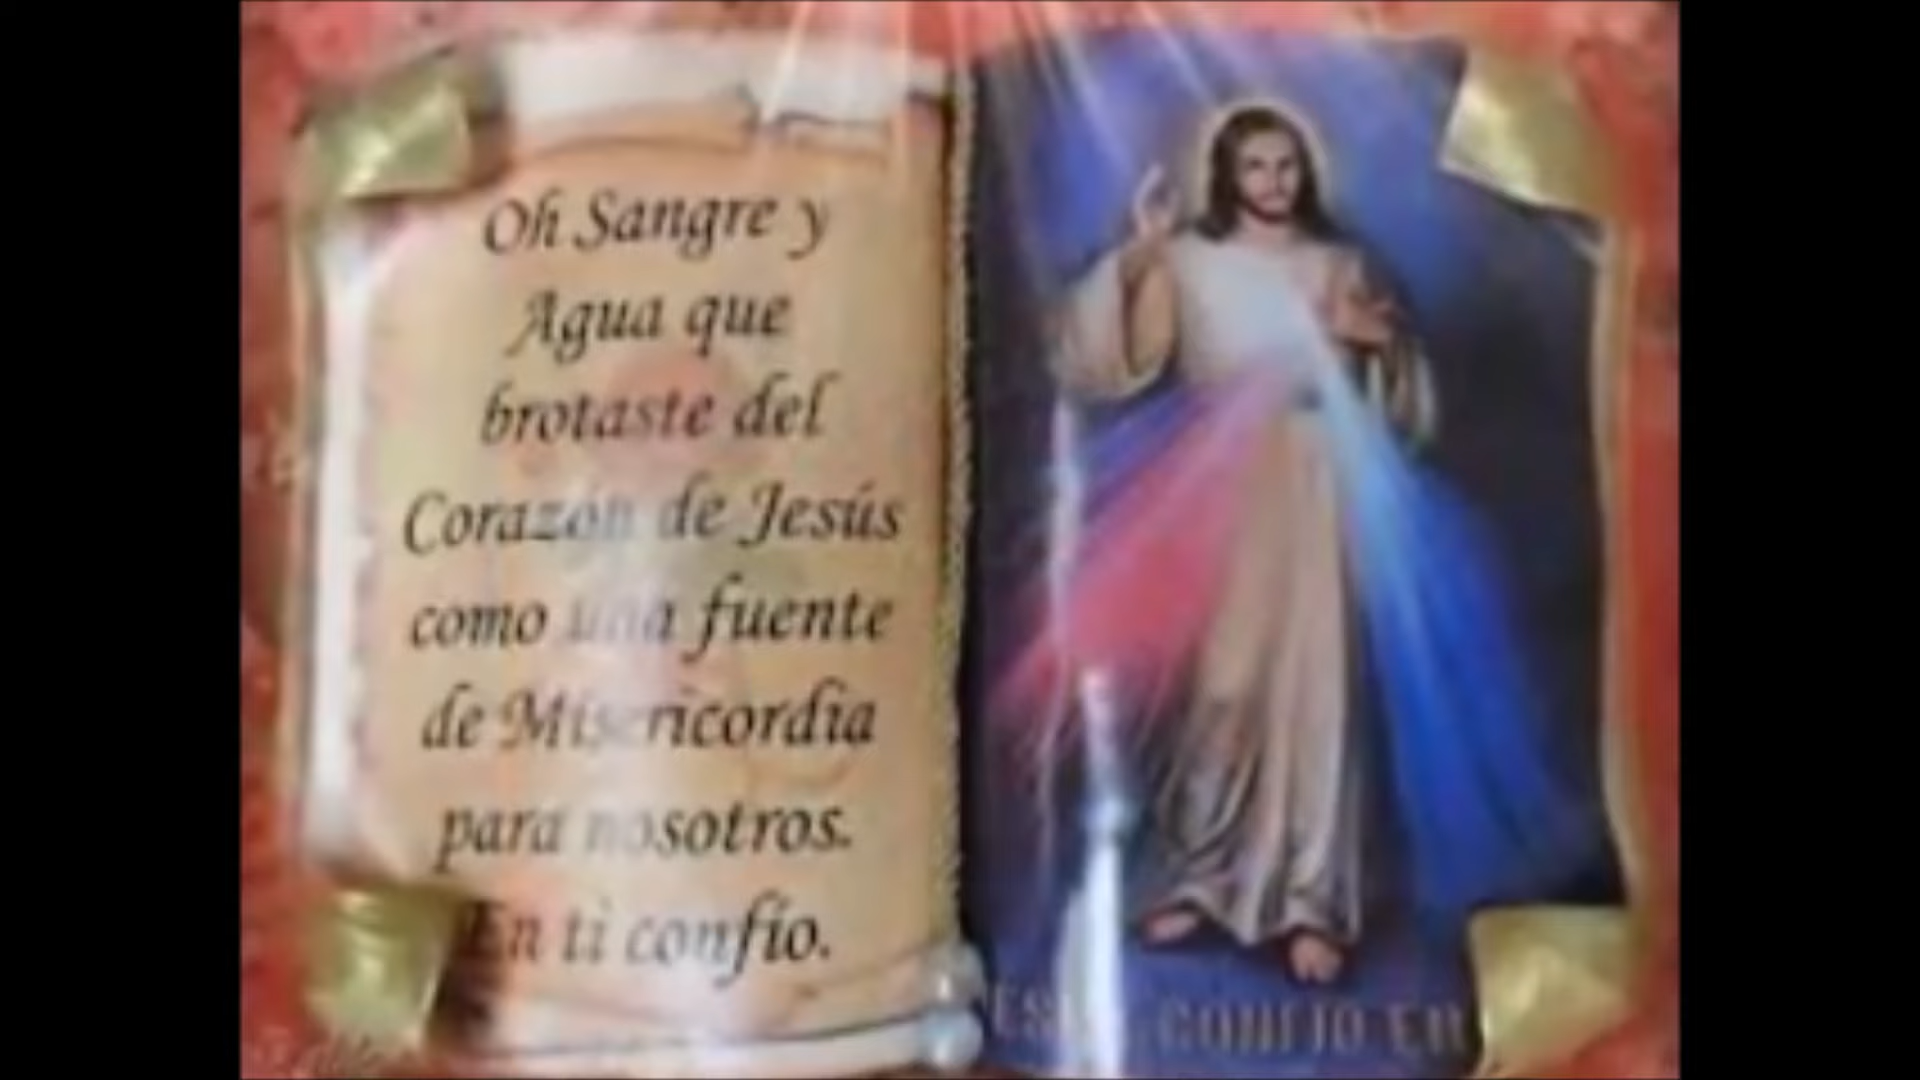 Oh Sangre y
Agua que
brotaste del
Corazón de Jesús
como una fuente
de Misericordia
para nosotros.
En ti confío.
CONFIO EN